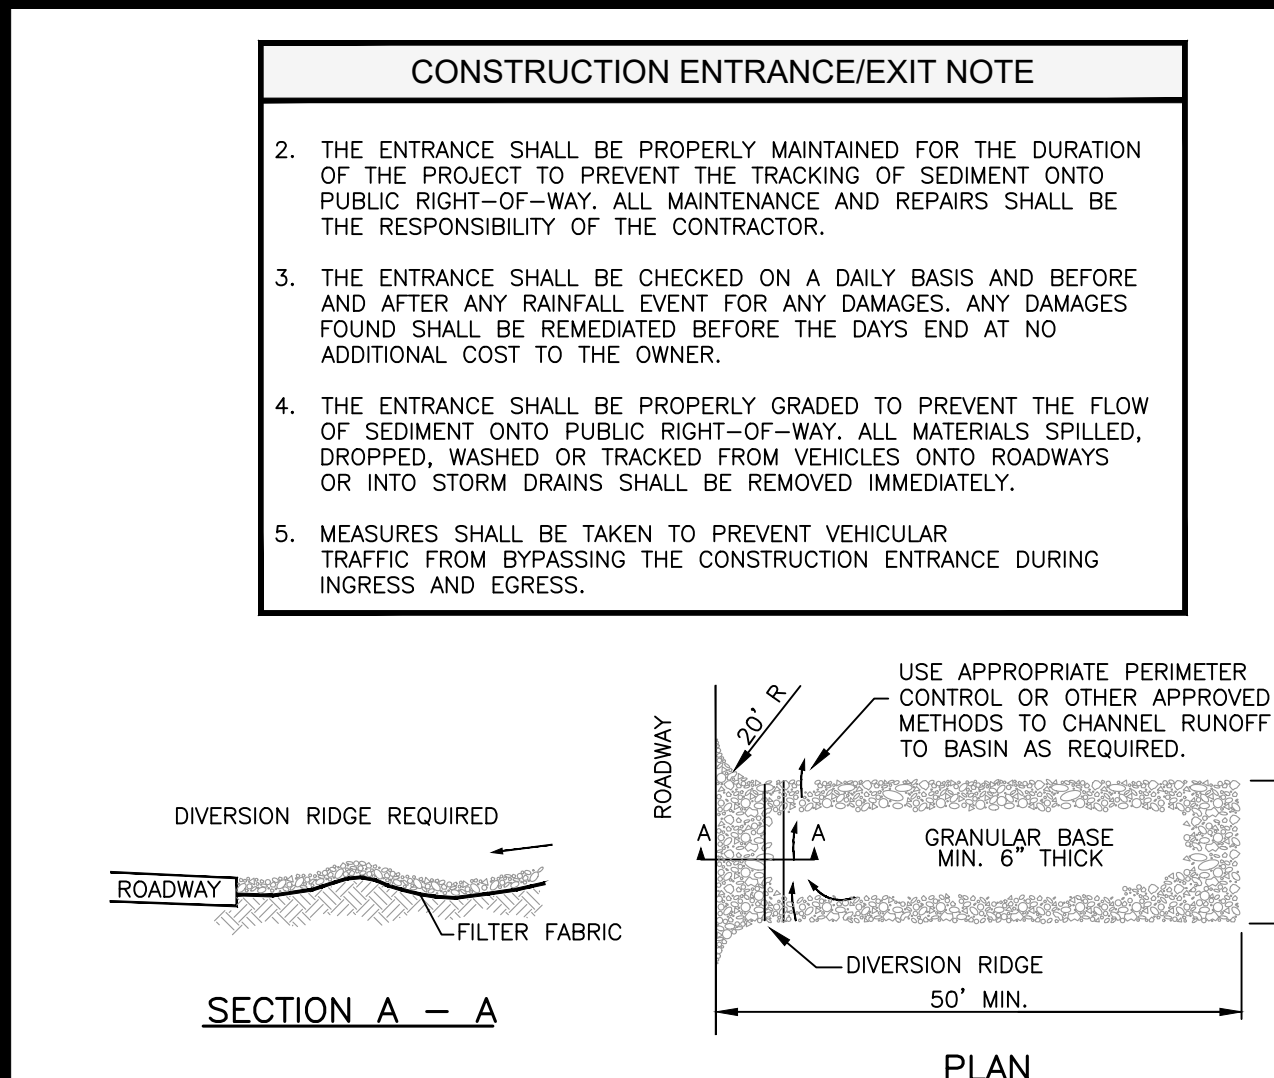 CONSTRUCTION ENTRANCE/EXIT NOTE
2. THE ENTRANCE SHALL BE PROPERLY MAINTAINED FOR THE DURATION
OF THE PROJECT TO PREVENT THE TRACKING OF SEDIMENT ONTO
PUBLIC RIGHT-OF-WAY. ALL MAINTENANCE AND REPAIRS SHALL BE
THE RESPONSIBILITY OF THE CONTRACTOR.
3. THE ENTRANCE SHALL BE CHECKED ON A DAILY BASIS AND BEFORE
AND AFTER ANY RAINFALL EVENT FOR ANY DAMAGES. ANY DAMAGES
FOUND SHALL BE REMEDIATED BEFORE THE DAYS END AT NO
ADDITIONAL COST TO THE OWNER.
4. THE ENTRANCE SHALL BE PROPERLY GRADED TO PREVENT THE FLOW
OF SEDIMENT ONTO PUBLIC RIGHT-OF-WAY. ALL MATERIALS SPILLED,
DROPPED, WASHED OR TRACKED FROM VEHICLES ONTO ROADWAYS
OR INTO STORM DRAINS SHALL BE REMOVED IMMEDIATELY.
5. MEASURES SHALL BE TAKEN TO PREVENT VEHICULAR
TRAFFIC FROM BYPASSING THE CONSTRUCTION ENTRANCE DURING
INGRESS AND EGRESS.
DIVERSION RIDGE REQUIRED
ROADWAY
FILTER FABRIC
SECTION A - A
USE APPROPRIATE PERIMETER
CONTROL OR OTHER APPROVED
METHODS TO CHANNEL RUNOFF
TO BASIN AS REQUIRED.
20' R
ROADWAY
A
A
GRANULAR BASE
MIN. 6" THICK
DIVERSION RIDGE
50' MIN.
PLAN